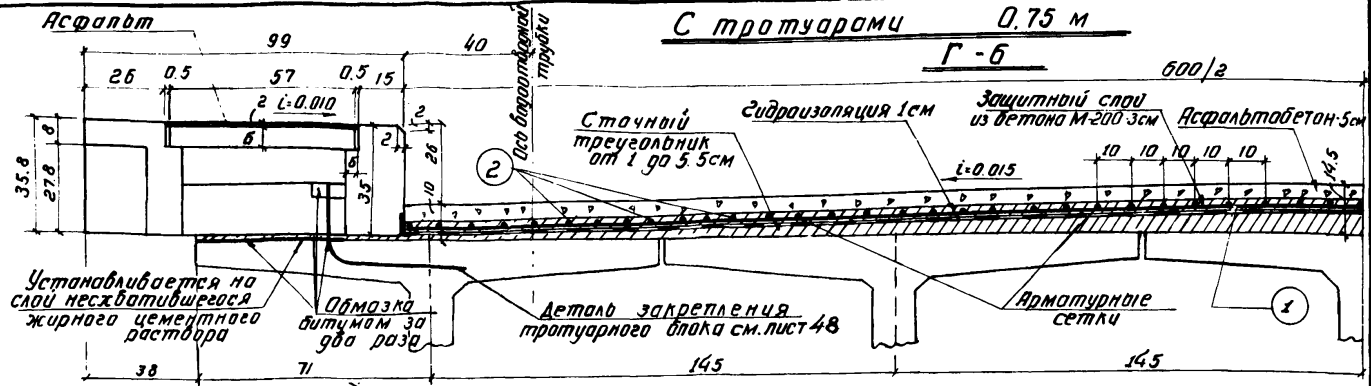 С тротуарами 0.75 м
Г-6
Асфальт
99
40
Ось водоотводной
трубки
600/2
26
0.5
57
0.5
15
2
i=0.010
2
Сточный
треугольник
от 1 до 5.5см
Гидроизоляция 1см
Защитный слой
из бетона М-200-3см
Асфальтобетон-5см
8
35.8
27.8
6
6
2
35
26
10
2
i=0.015
10
10
10
10
10
14.5
Устанавливается на
слой несхватившегося
жирного цементного
раствора
Обмазка
битумом за
два раза
Деталь закрепления
тротуарного блока см.лист 48
Арматурные
сетки
1
38
71
145
145